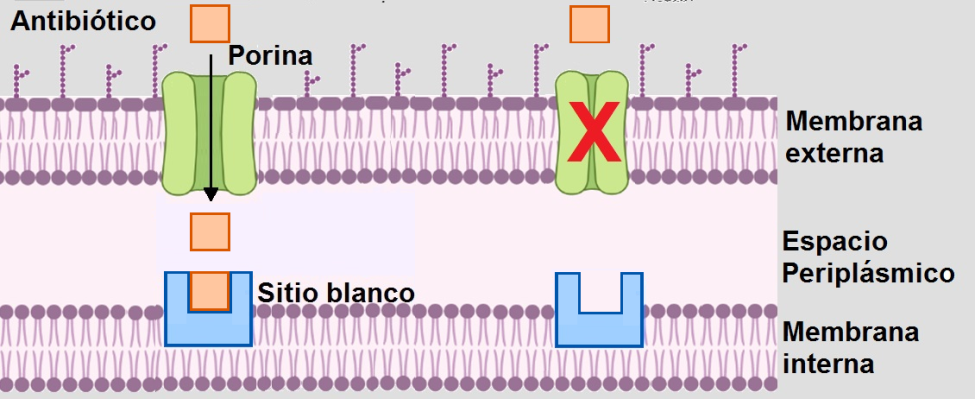 Antibiótico
Porina
Membrana
externa
Espacio
Periplásmico
Sitio blanco
Membrana
interna